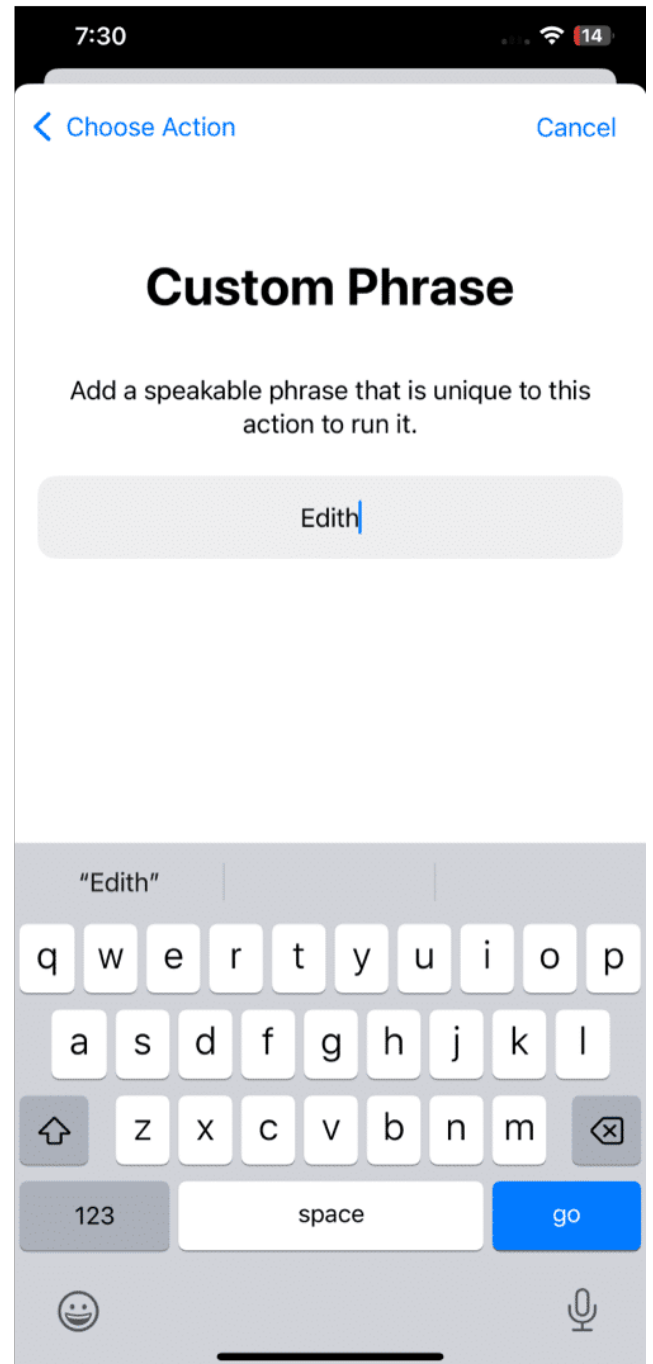 7:30 14
Choose Action Cancel
Custom Phrase
Add a speakable phrase that is unique to this
action to run it.
Edith
“Edith”
q w e r t y u i o p
a s d f g h j k l
z x c v b n m
123 space go